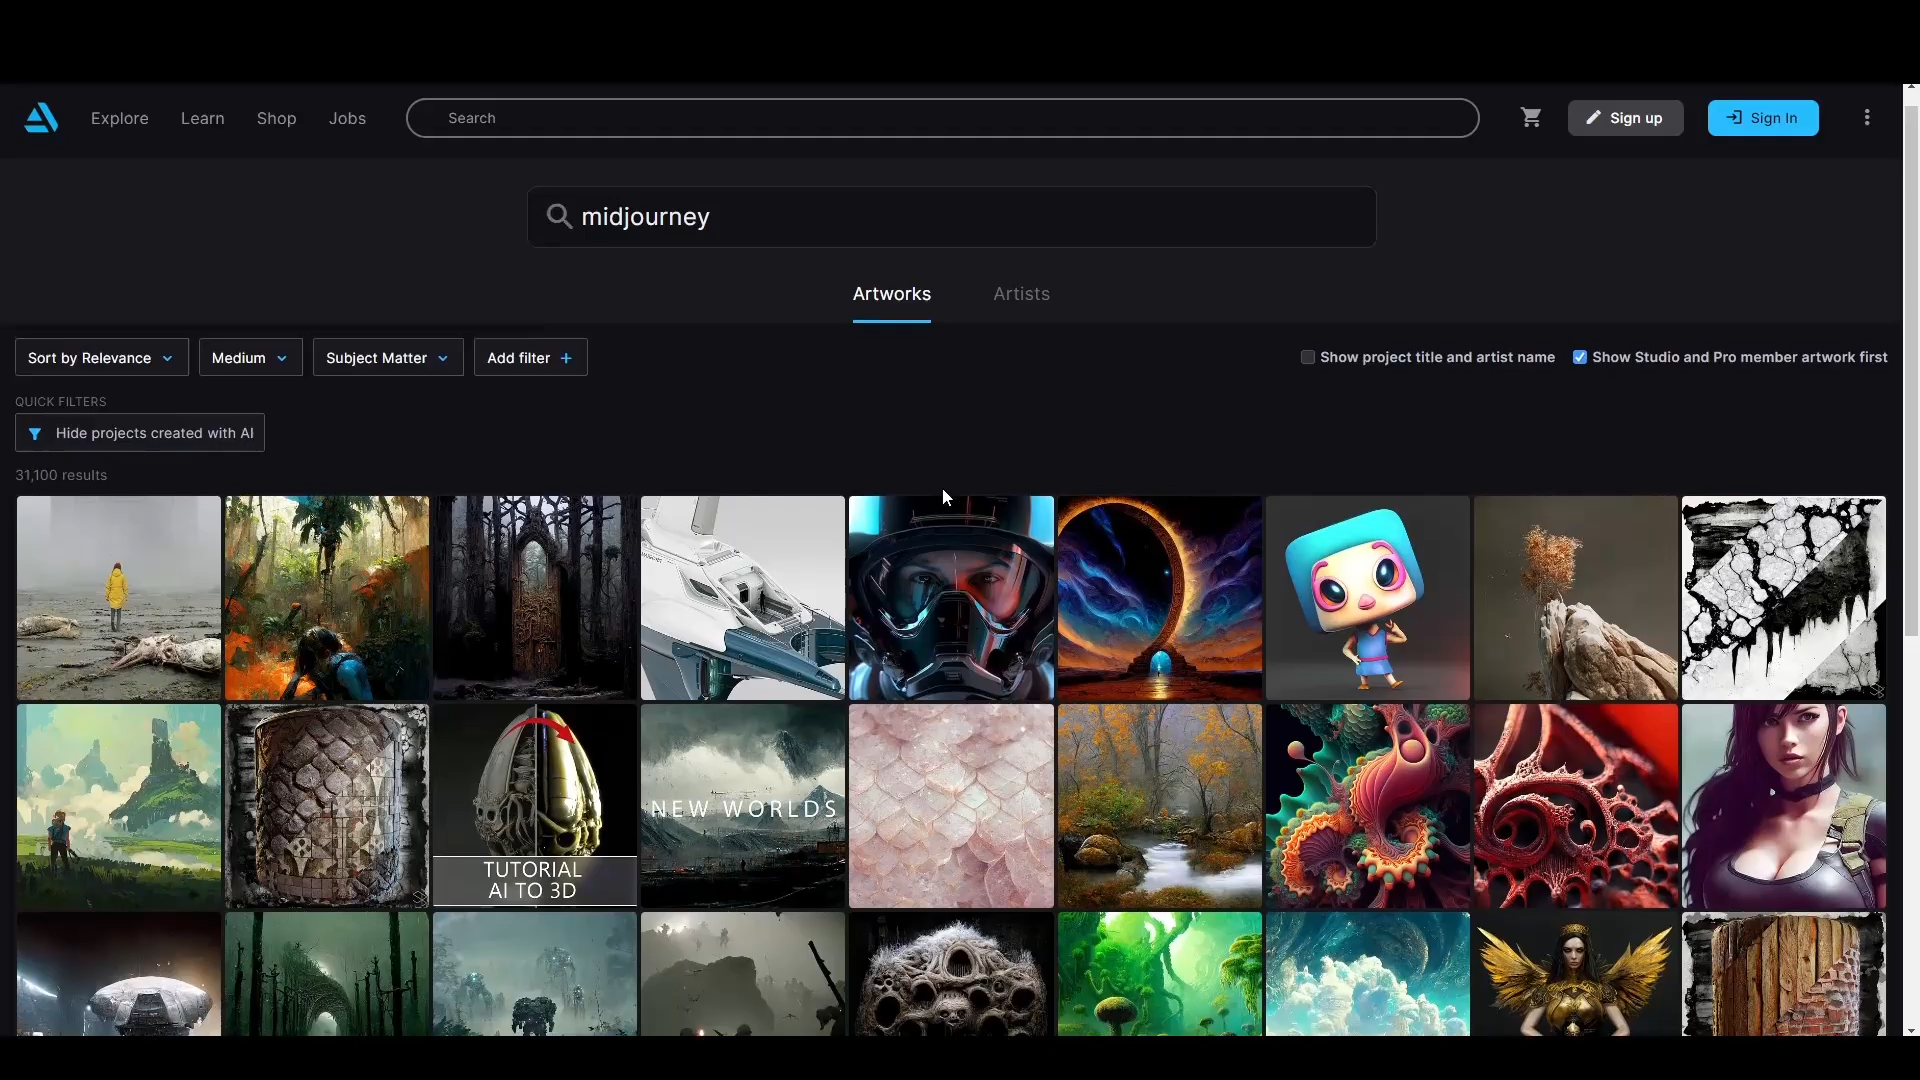 Explore
Learn
Shop
Jobs
Search
Sign up
Sign In
midjourney
Artworks
Artists
Sort by Relevance
Medium
Subject Matter
Add filter +
Show project title and artist name
Show Studio and Pro member artwork first
QUICK FILTERS
Hide projects created with AI
31,100 results
TUTORIAL
AI TO 3D
NEW WORLDS